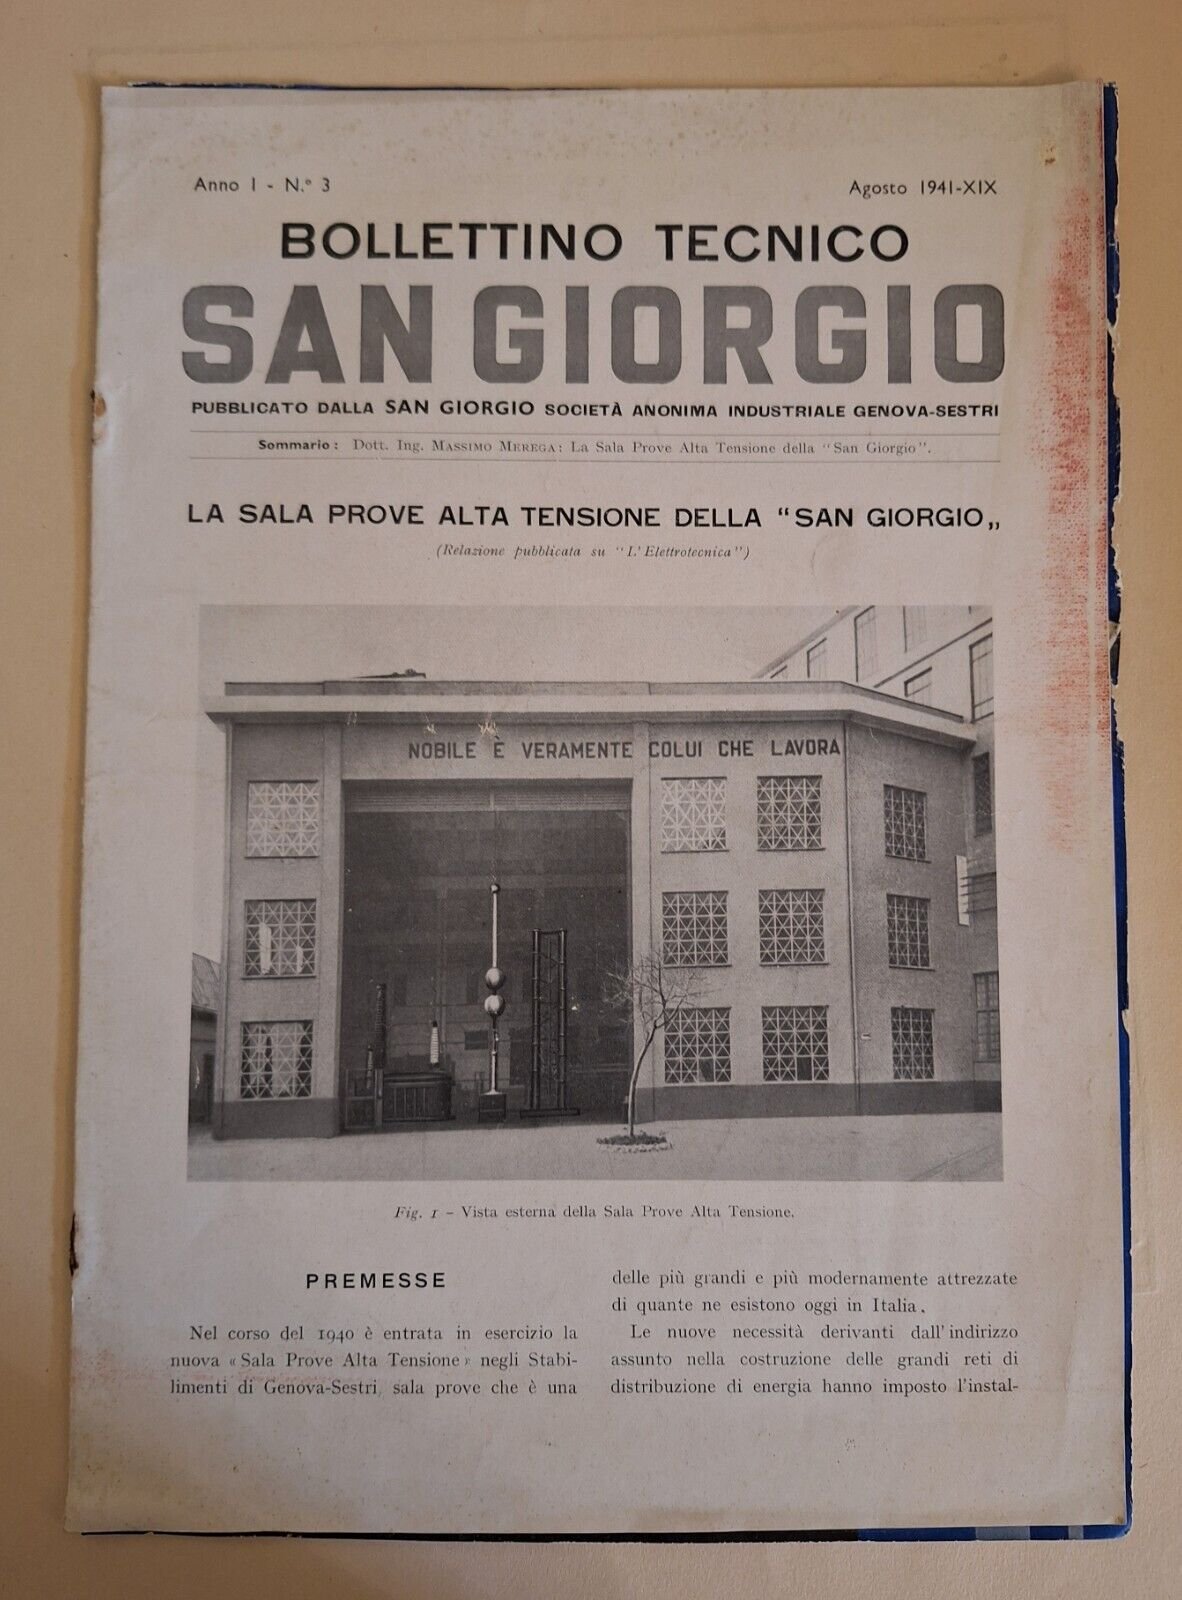 Anno I - N.° 3
Agosto 1941-XIX
BOLLETTINO TECNICO
SAN GIORGIO
PUBBLICATO DALLA SAN GIORGIO SOCIETÀ ANONIMA INDUSTRIALE GENOVA-SESTRI
Sommario: Dott. Ing. MASSIMO MEREGA: La Sala Prove Alta Tensione della "San Giorgio".
LA SALA PROVE ALTA TENSIONE DELLA "SAN GIORGIO„
(Relazione pubblicata su "L'Elettrotecnica")
NOBILE È VERAMENTE COLUI CHE LAVORA
Fig. 1 - Vista esterna della Sala Prove Alta Tensione.
PREMESSE
Nel corso del 1940 è entrata in esercizio la
nuova «Sala Prove Alta Tensione» negli Stabi-
limenti di Genova-Sestri, sala prove che è una
delle più grandi e più modernamente attrezzate
di quante ne esistono oggi in Italia.
Le nuove necessità derivanti dall'indirizzo
assunto nella costruzione delle grandi reti di
distribuzione di energia hanno imposto l'instal-